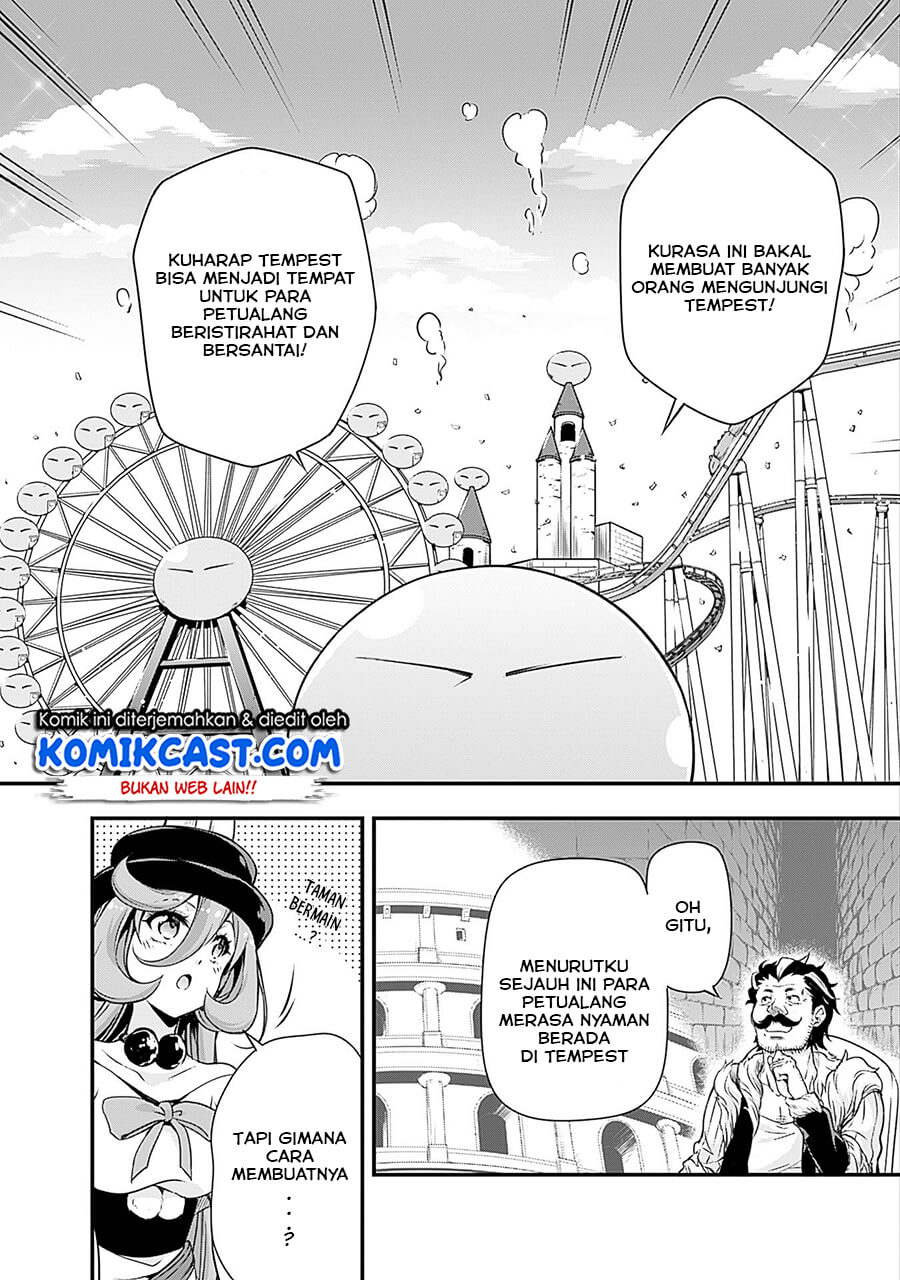 KURASA INI BAKAL
MEMBUAT BANYAK
ORANG MENGUNJUNGI
TEMPEST!
KUHARAP TEMPEST
BISA MENJADI TEMPAT
UNTUK PARA
PETUALANG
BERISTIRAHAT DAN
BERSANTAI!
Komik ini diterjemahkan & diedit oleh
KOMIKCAST.COM
BUKAN WEB LAIN!!
OH
GITU,
MENURUTKU
SEJAUH INI PARA
PETUALANG
MERASA NYAMAN
BERADA
DI TEMPEST
TAMAN
BERMAIN
...?
TAPI GIMANA
CARA
MEMBUATNYA
.
.
.
?